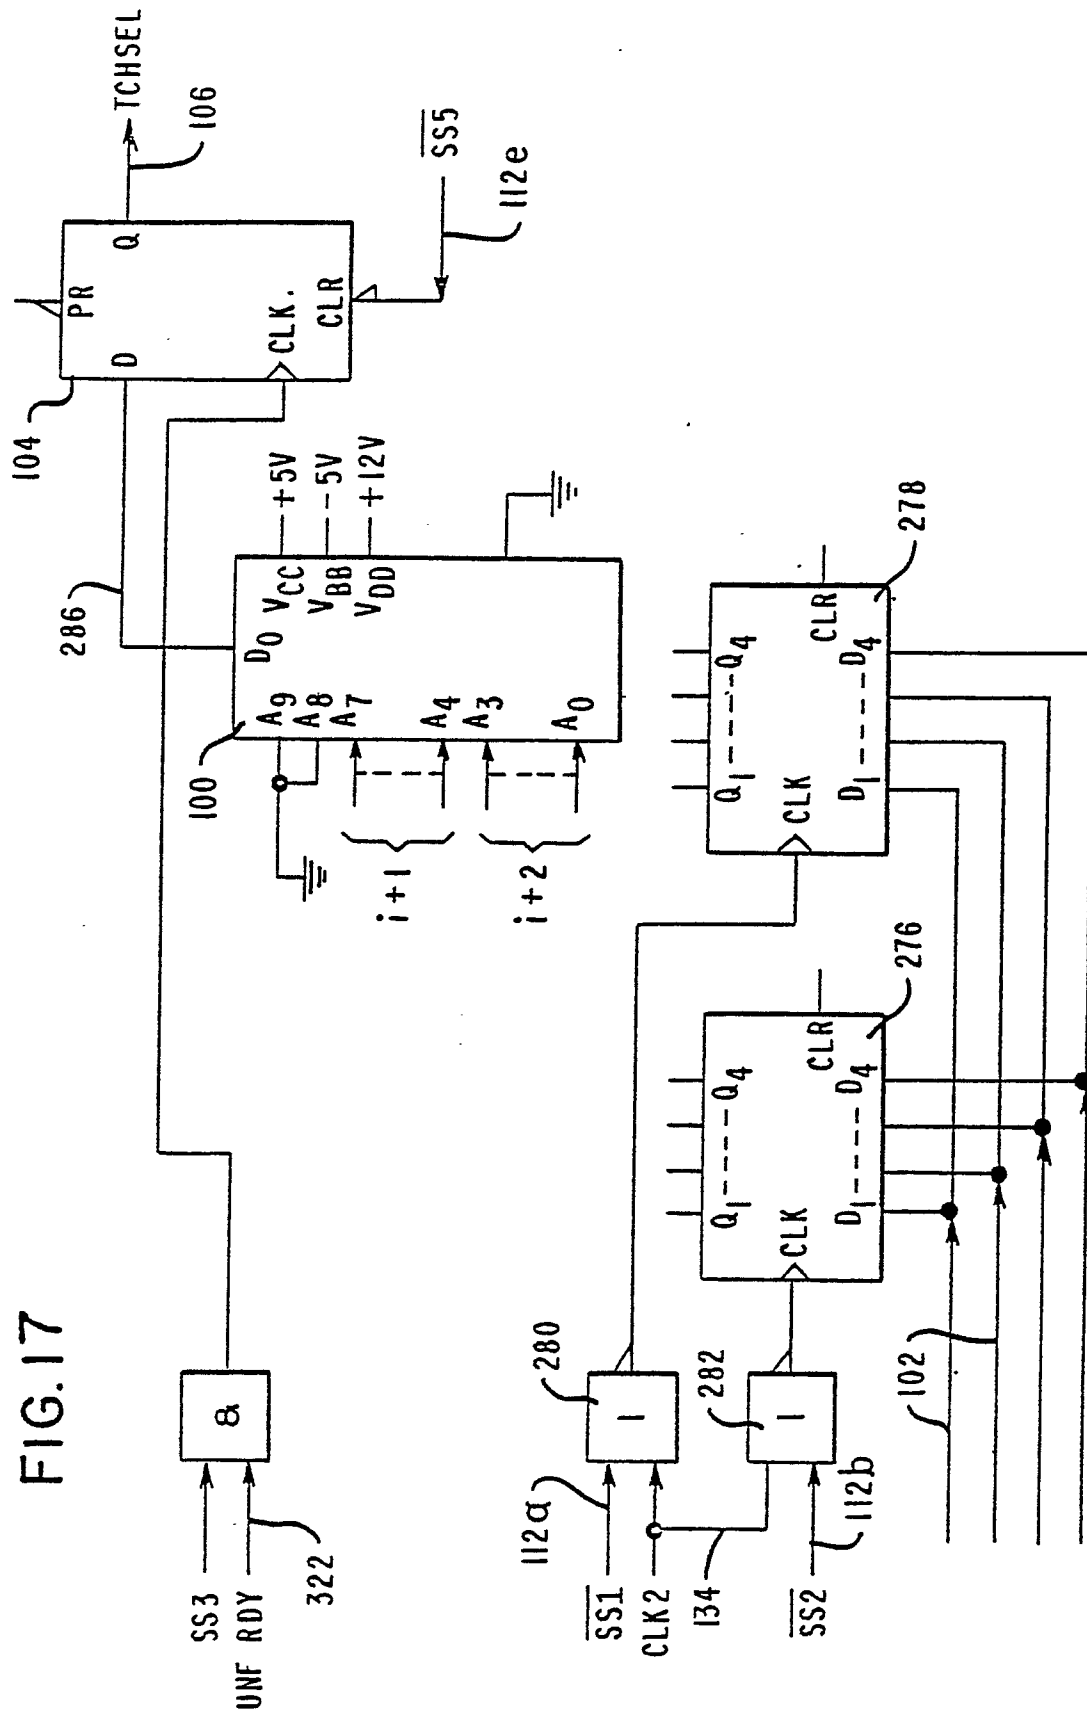 FIG.17
SS3
UNF RDY
322
&
286
104
PR
D
Q
CLK.
CLR
TCHSEL
106
SS5
112e
100
A9
A8
A7
A4
A3
A0
D0
VCC
VBB
VDD
+5V
-5V
+12V
i+1
i+2
112a
SS1
CLK2
134
SS2
112b
280
1
282
1
Q1
Q4
CLK
CLR
D1
D4
276
Q1
Q4
CLK
CLR
D1
D4
278
102